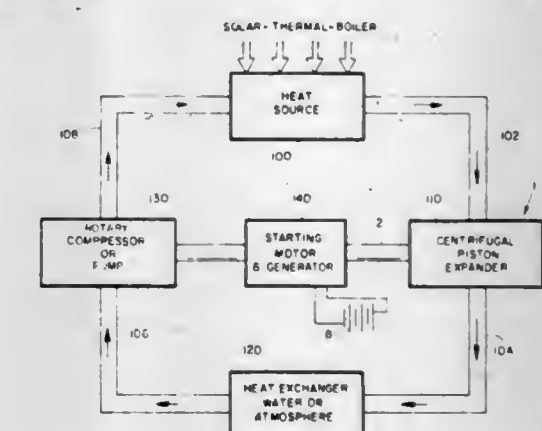 SOLAR-THERMAL-BOILER
HEAT
SOURCE
100
108
102
130
140
110
1
2
ROTARY
COMPRESSOR
OR
PUMP
STARTING
MOTOR
& GENERATOR
CENTRIFUGAL
PISTON
EXPANDER
B
106
104
120
HEAT EXCHANGER
WATER OR
ATMOSPHERE